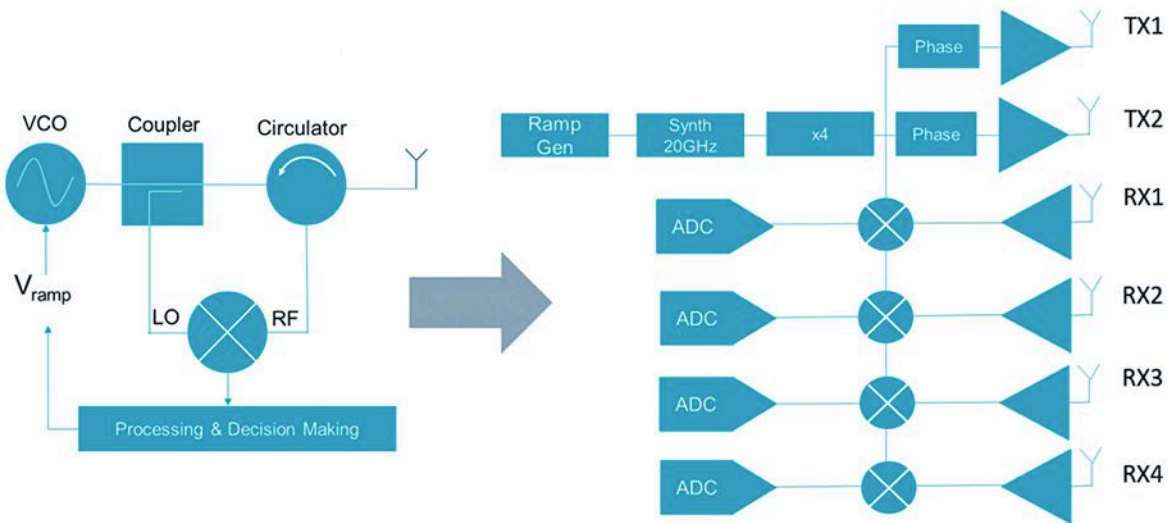 VCO
Coupler
Circulator
V ramp
LO
RF
Processing & Decision Making
Phase
TX1
Ramp
Gen
Synth
20GHz
x4
Phase
TX2
ADC
RX1
ADC
RX2
ADC
RX3
ADC
RX4